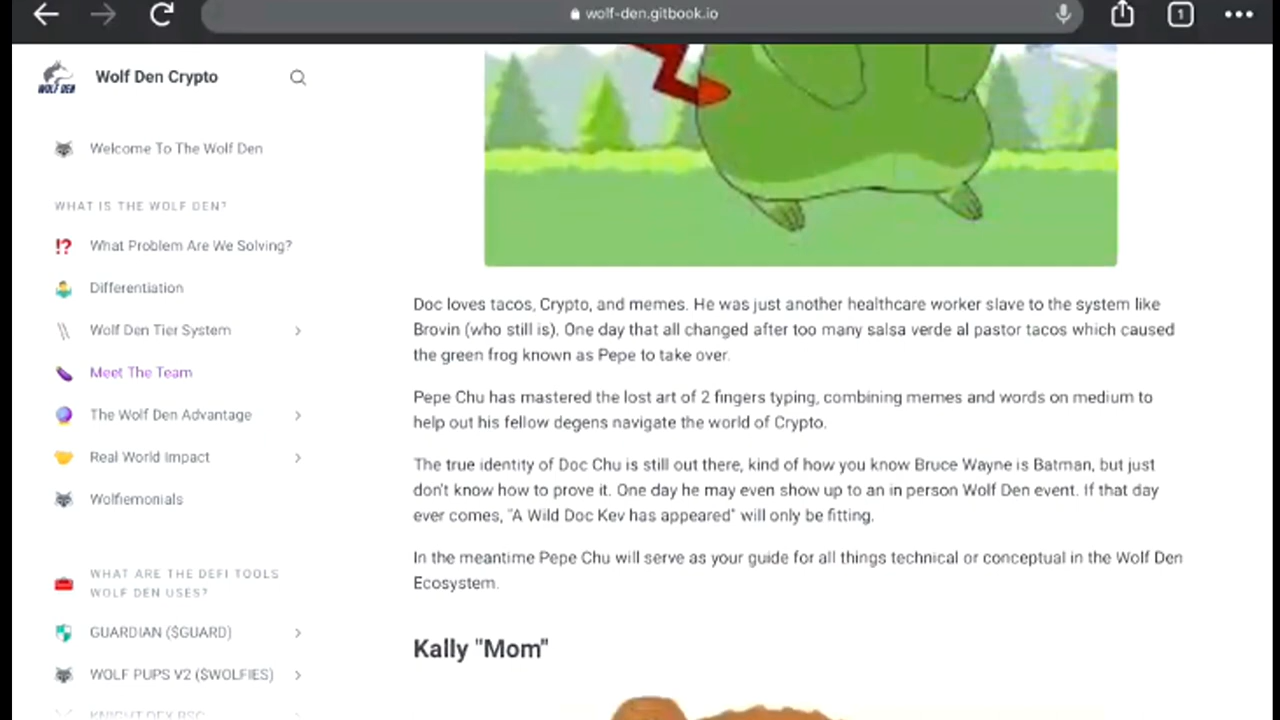 wolf-den.gitbook.io
1
WOLF DEN
Wolf Den Crypto
Welcome To The Wolf Den
WHAT IS THE WOLF DEN?
What Problem Are We Solving?
Differentiation
Wolf Den Tier System
Meet The Team
The Wolf Den Advantage
Real World Impact
Wolfiemonials
WHAT ARE THE DEFI TOOLS
WOLF DEN USES?
GUARDIAN ($GUARD)
WOLF PUPS V2 ($WOLFIES)
KNIGHT DEX BSC
Doc loves tacos, Crypto, and memes. He was just another healthcare worker slave to the system like
Brovin (who still is). One day that all changed after too many salsa verde al pastor tacos which caused
the green frog known as Pepe to take over.
Pepe Chu has mastered the lost art of 2 fingers typing, combining memes and words on medium to
help out his fellow degens navigate the world of Crypto.
The true identity of Doc Chu is still out there, kind of how you know Bruce Wayne is Batman, but just
don't know how to prove it. One day he may even show up to an in person Wolf Den event. If that day
ever comes, "A Wild Doc Kev has appeared" will only be fitting.
In the meantime Pepe Chu will serve as your guide for all things technical or conceptual in the Wolf Den
Ecosystem.
Kally "Mom"